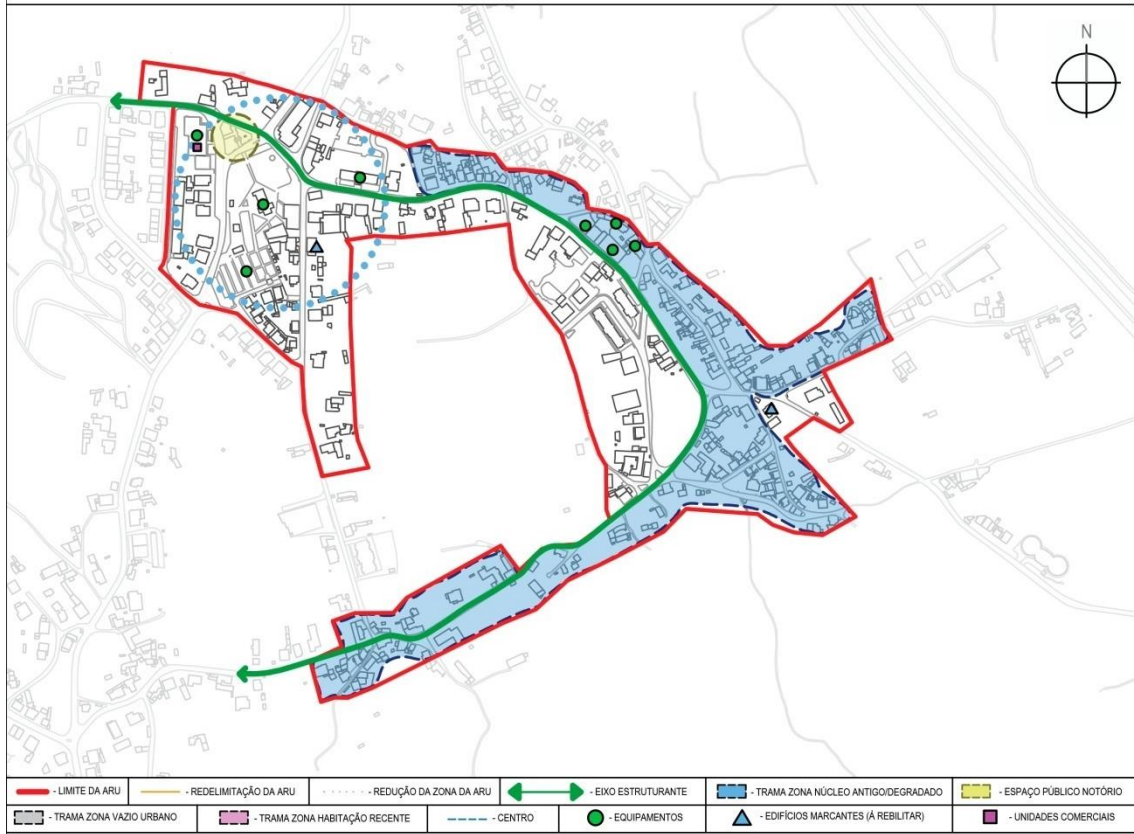 N
- LIMITE DA ARU
- REDELIMITAÇÃO DA ARU
- REDUÇÃO DA ZONA DA ARU
- EIXO ESTRUTURANTE
- TRAMA ZONA NÚCLEO ANTIGO/DEGRADADO
- ESPAÇO PÚBLICO NOTÓRIO
- TRAMA ZONA VAZIO URBANO
- TRAMA ZONA HABITAÇÃO RECENTE
- CENTRO
- EQUIPAMENTOS
- EDIFÍCIOS MARCANTES (Á REBILITAR)
- UNIDADES COMERCIAIS